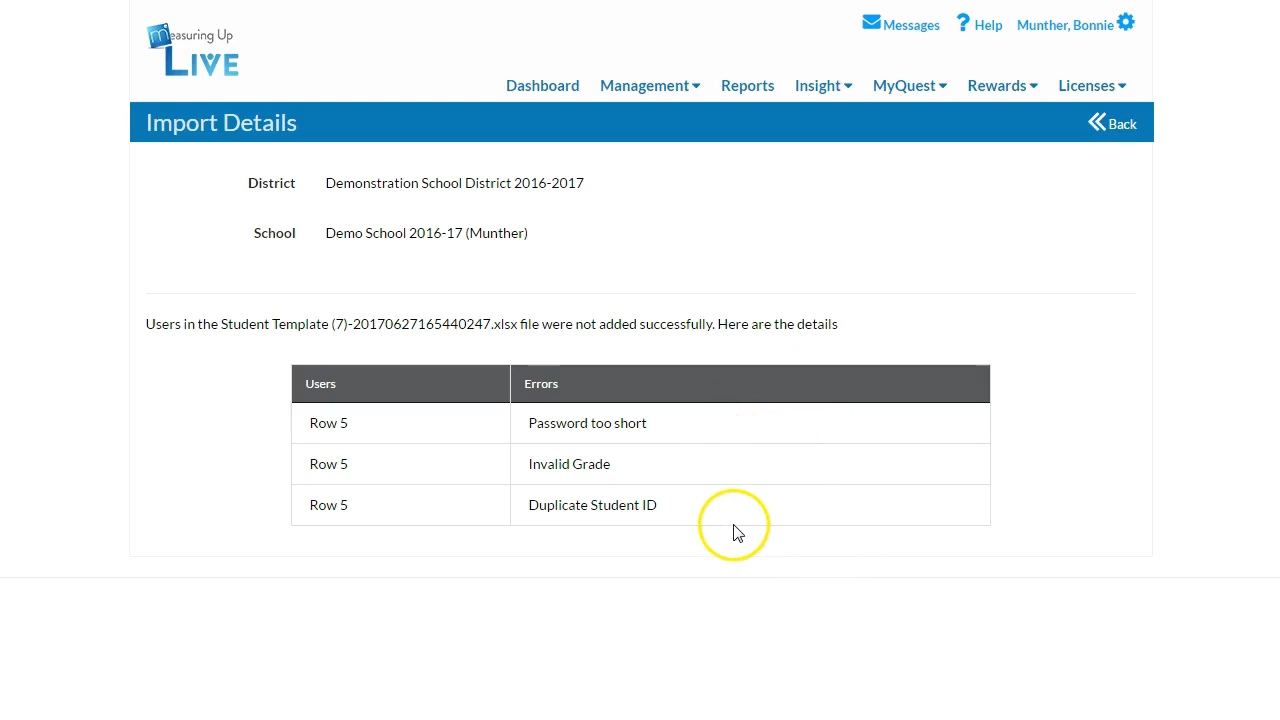 Measuring Up
LIVE
Messages
Help
Munther, Bonnie
Dashboard
Management
Reports
Insight
MyQuest
Rewards
Licenses
Import Details
Back
District
Demonstration School District 2016-2017
School
Demo School 2016-17 (Munther)
Users in the Student Template (7)-20170627165440247.xlsx file were not added successfully. Here are the details
Users
Errors
Row 5
Password too short
Row 5
Invalid Grade
Row 5
Duplicate Student ID